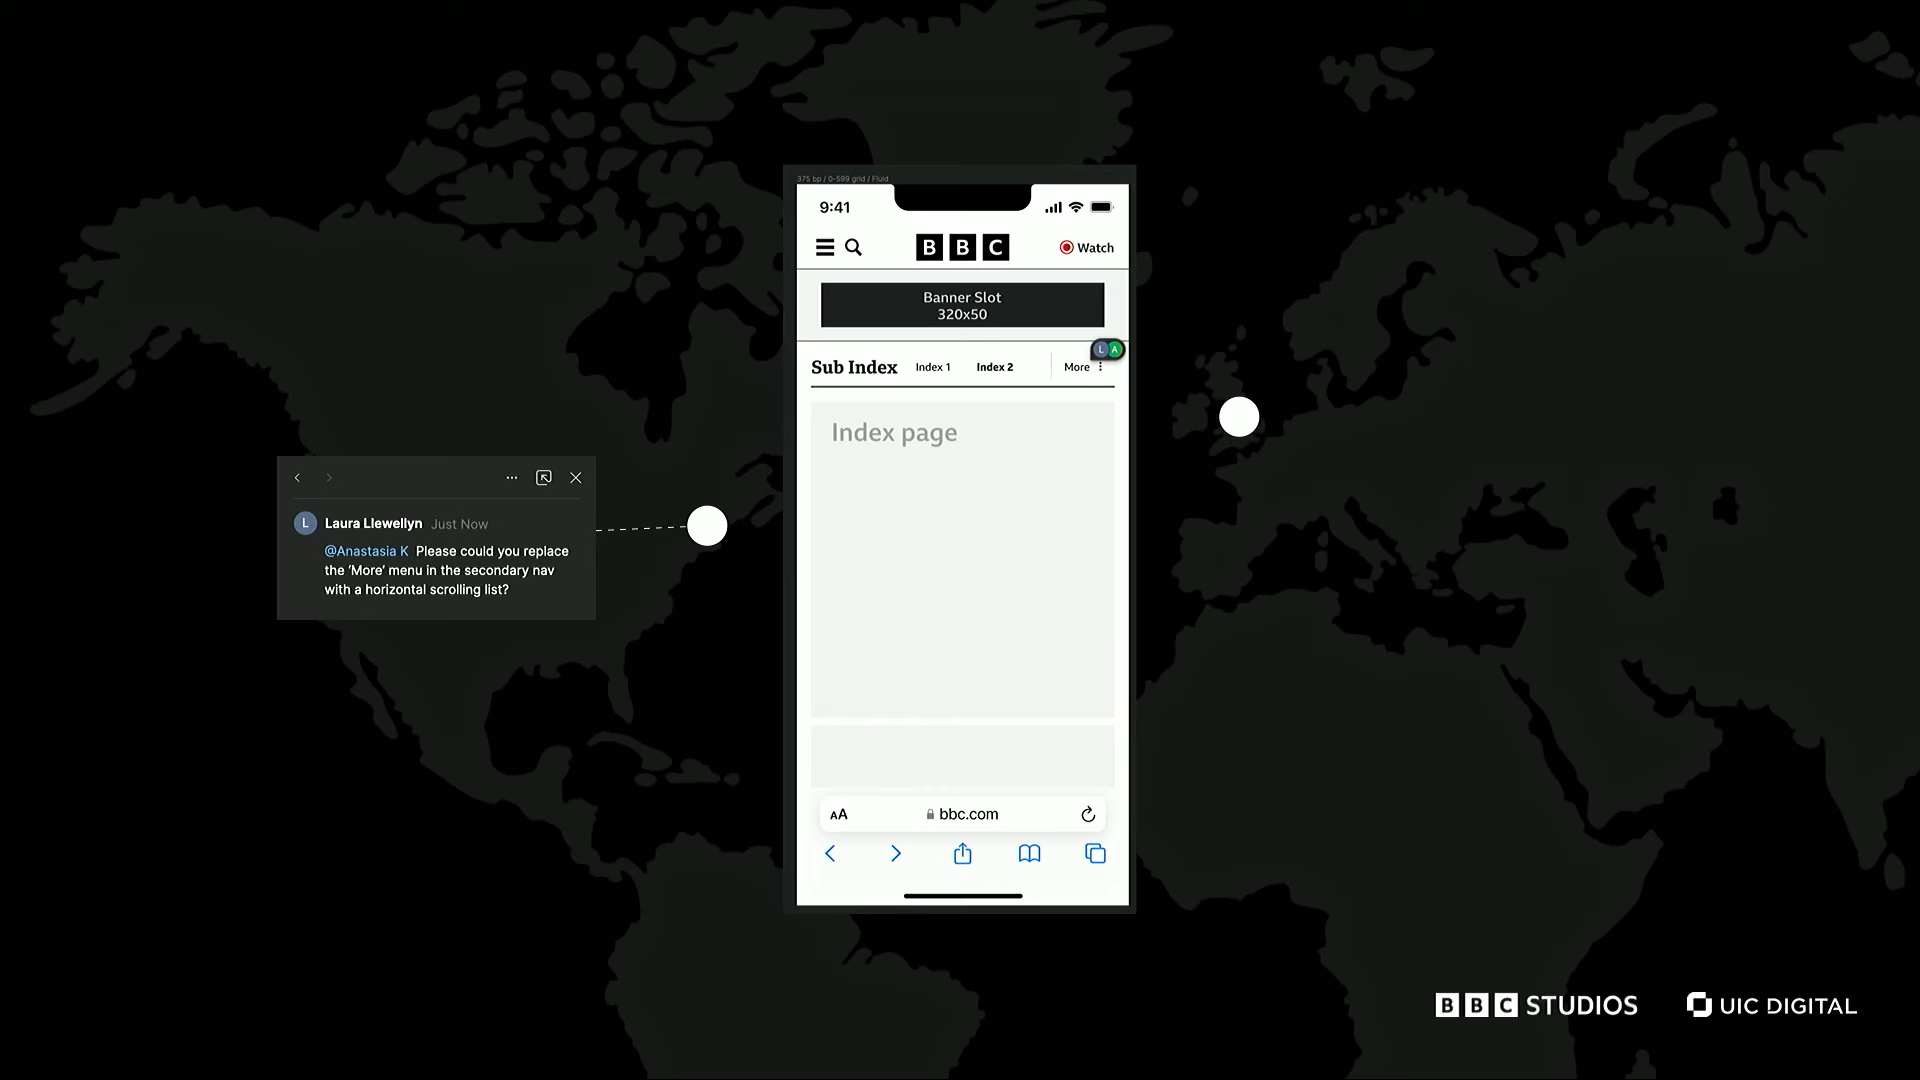 375 bp / 0-599 grid / Fluid
9:41
BBC
Watch
Banner Slot
320x50
L A
Sub Index Index 1 Index 2 More
Index page
L Laura Llewellyn Just Now
@Anastasia K Please could you replace
the ‘More’ menu in the secondary nav
with a horizontal scrolling list?
AA bbc.com
BBC STUDIOS
UIC DIGITAL